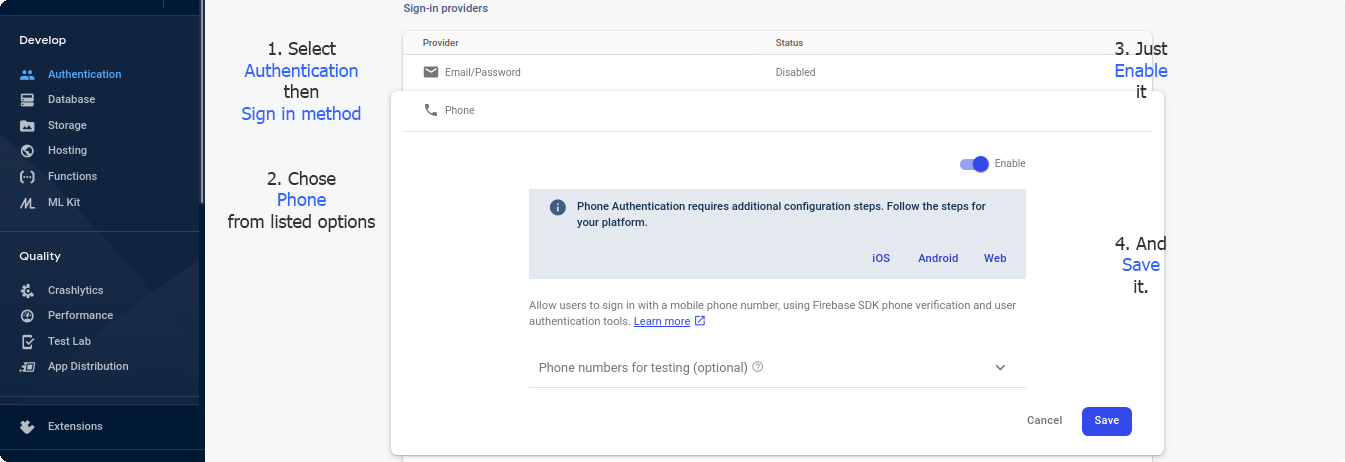 Develop
Authentication
Database
Storage
Hosting
Functions
ML Kit
Quality
Crashlytics
Performance
Test Lab
App Distribution
Extensions
1. Select
Authentication
then
Sign in method
2. Chose
Phone
from listed options
Sign-in providers
Provider
Status
Email/Password
Disabled
Phone
Enable
Phone Authentication requires additional configuration steps. Follow the steps for
your platform.
iOS
Android
Web
Allow users to sign in with a mobile phone number, using Firebase SDK phone verification and user
authentication tools. Learn more
Phone numbers for testing (optional)
Cancel
Save
3. Just
Enable
it
4. And
Save
it.